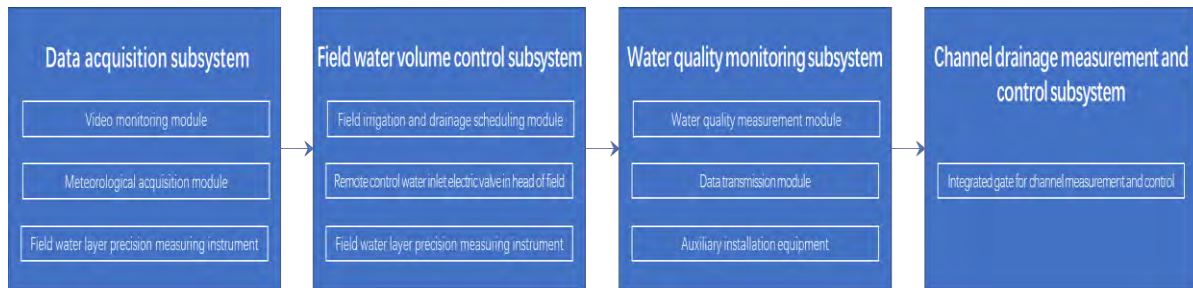 Data acquisition subsystem
Video monitoring module
Meteorological acquisition module
Field water layer precision measuring instrument
Field water volume control subsystem
Field irrigation and drainage scheduling module
Remote control water inlet electric valve in head of field
Field water layer precision measuring instrument
Water quality monitoring subsystem
Water quality measurement module
Data transmission module
Auxiliary installation equipment
Channel drainage measurement and
control subsystem
Integrated gate for channel measurement and control